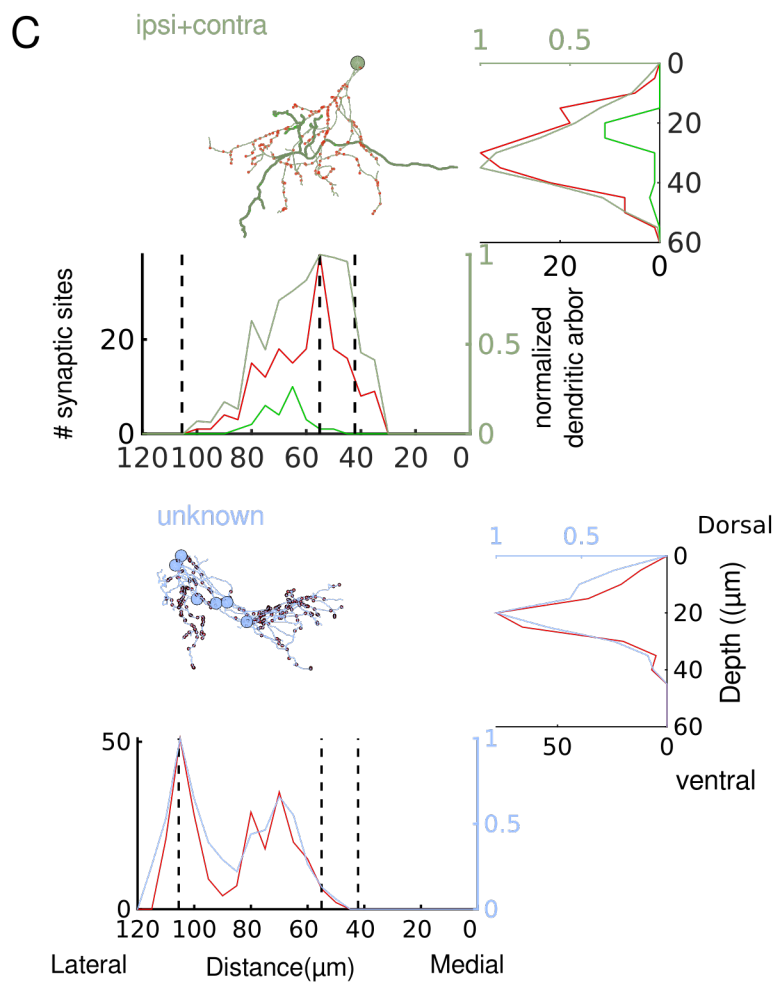 C
ipsi+contra
1 0.5
0
20
40
60
20 0
# synaptic sites
20
0
1
0.5
0
normalized
dendritic arbor
120 100 80 60 40 20 0
unknown
Dorsal
1 0.5
0
20
40
60
Depth ((µm)
50 0
ventral
50
0
1
0.5
0
120 100 80 60 40 20 0
Lateral Distance(µm) Medial